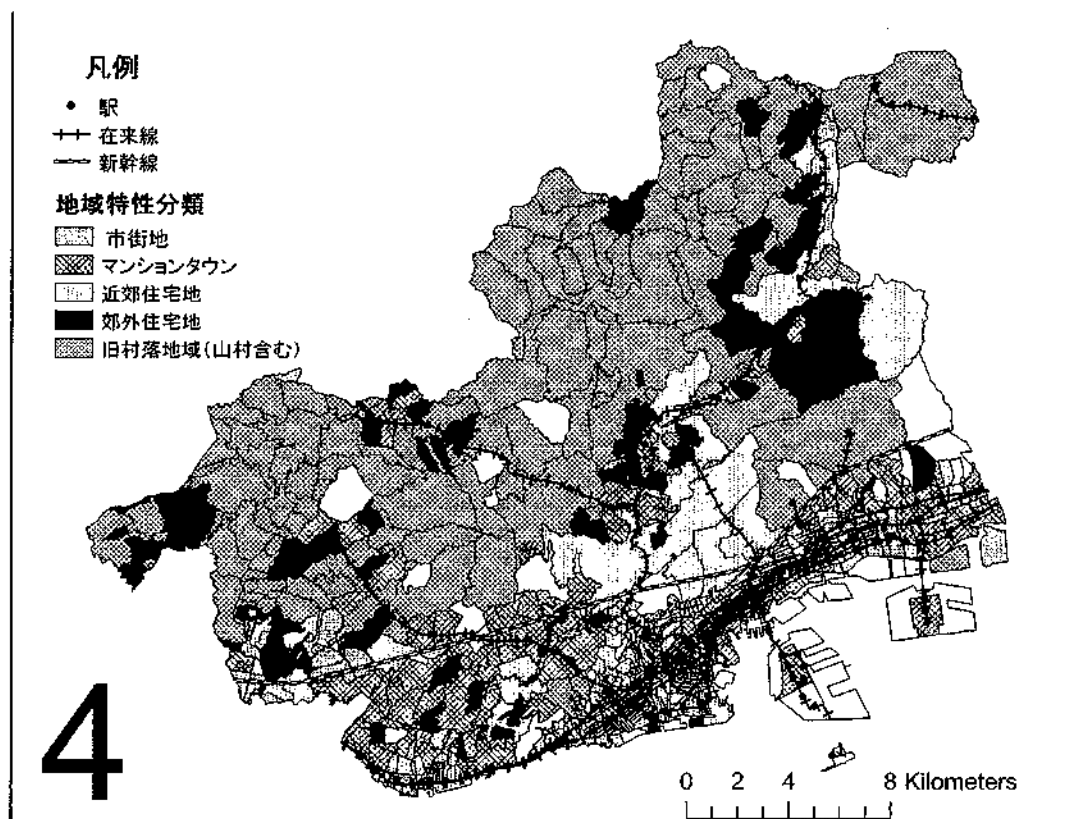 凡例
駅
在来線
新幹線
地域特性分類
市街地
マンションタウン
近郊住宅地
郊外住宅地
旧村落地域(山村含む)
4
0 2 4 8 Kilometers